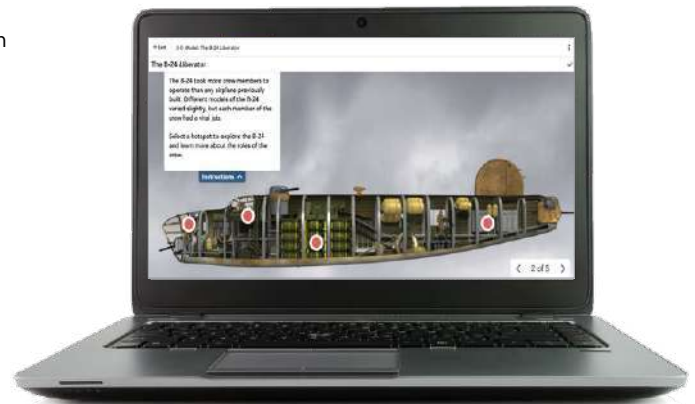 n
The B-24 Liberator
The B-24 took more crew members to
operate than any airplane previously
built. Different models of the B-24
varied slightly, but each member of the
crew had a vital job.
Select a hotspot to explore the B-24
and learn more about the roles of the
crew.
Instructions
2 of 5